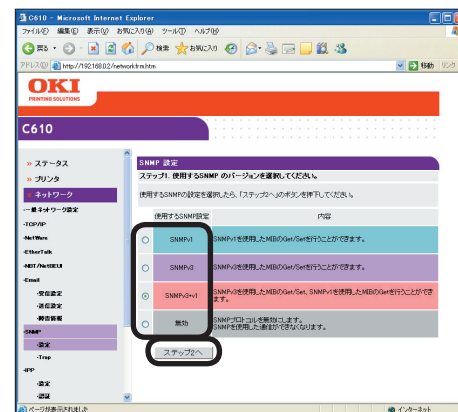 C610 - Microsoft Internet Explorer
ファイル(F) 編集(E) 表示(V) お気に入り(A) ツール(T) ヘルプ(H)
戻る 検索 お気に入り
アドレス(D) http://192.168.0.2/networkfrm.htm 移動 リンク
OKI
PRINTING SOLUTIONS
C610
» ステータス
» プリンタ
» ネットワーク
-一般ネットワーク設定
-TCP/IP
-NetWare
-EtherTalk
-NBT/NetBEUI
-Email
-受信設定
-送信設定
-障害情報
-SNMP
-設定
-Trap
-IPP
-設定
-認証
SNMP 設定
ステップ1. 使用するSNMP のバージョンを選択してください。
使用するSNMPの設定を選択したら、「ステップ2へ」のボタンを押下してください。
使用するSNMP設定 内容
SNMPv1 SNMPv1を使用したMIBのGet/Setを行うことができます。
SNMPv3 SNMPv3を使用したMIBのGet/Setを行うことができます。
SNMPv3+v1 SNMPv3を使用したMIBのGet/Set、SNMPv1を使用したMIBのGetを行うことができ
ます。
無効 SNMPプロトコルを無効にします。
SNMPを使用した通信ができなくなります。
ステップ2へ
ページが表示されました インターネット